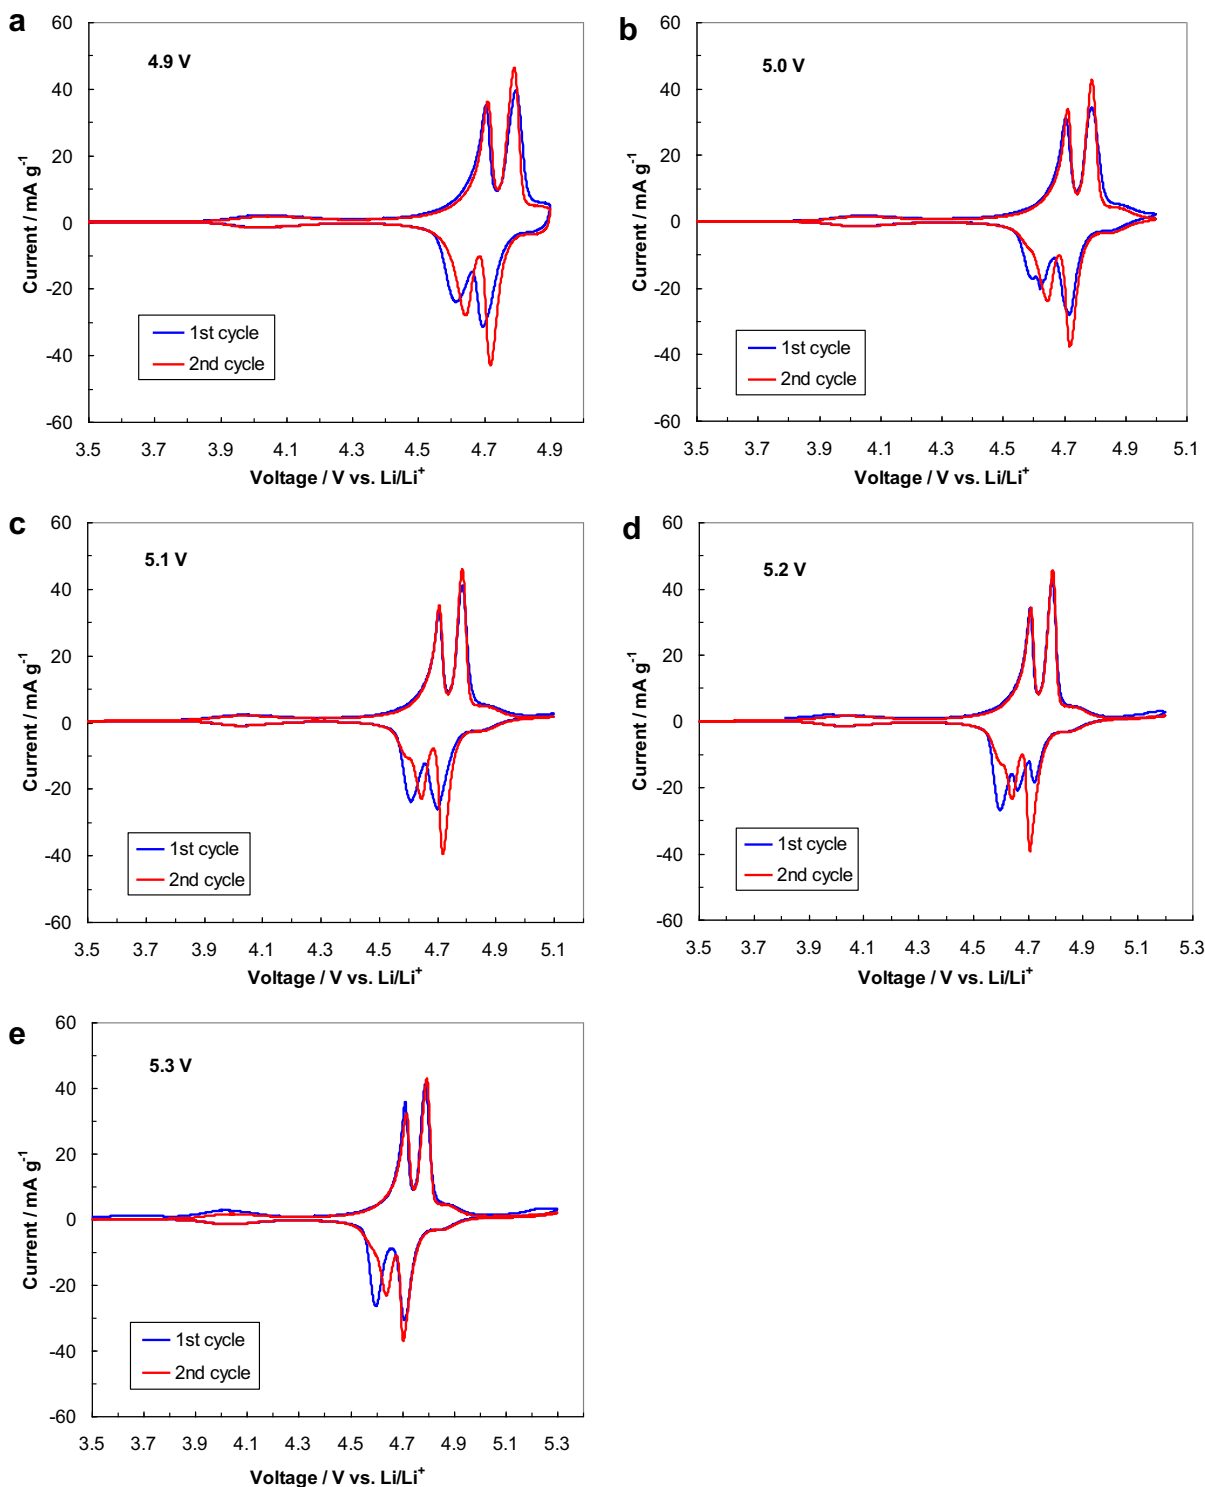 a
4.9 V
60
40
20
0
-20
-40
-60
Current / mA g⁻¹
1st cycle
2nd cycle
3.5 3.7 3.9 4.1 4.3 4.5 4.7 4.9
Voltage / V vs. Li/Li⁺
b
5.0 V
60
40
20
0
-20
-40
-60
Current / mA g⁻¹
1st cycle
2nd cycle
3.5 3.7 3.9 4.1 4.3 4.5 4.7 4.9 5.1
Voltage / V vs. Li/Li⁺
c
5.1 V
60
40
20
0
-20
-40
-60
Current / mA g⁻¹
1st cycle
2nd cycle
3.5 3.7 3.9 4.1 4.3 4.5 4.7 4.9 5.1
Voltage / V vs. Li/Li⁺
d
5.2 V
60
40
20
0
-20
-40
-60
Current / mA g⁻¹
1st cycle
2nd cycle
3.5 3.7 3.9 4.1 4.3 4.5 4.7 4.9 5.1 5.3
Voltage / V vs. Li/Li⁺
e
5.3 V
60
40
20
0
-20
-40
-60
Current / mA g⁻¹
1st cycle
2nd cycle
3.5 3.7 3.9 4.1 4.3 4.5 4.7 4.9 5.1 5.3
Voltage / V vs. Li/Li⁺